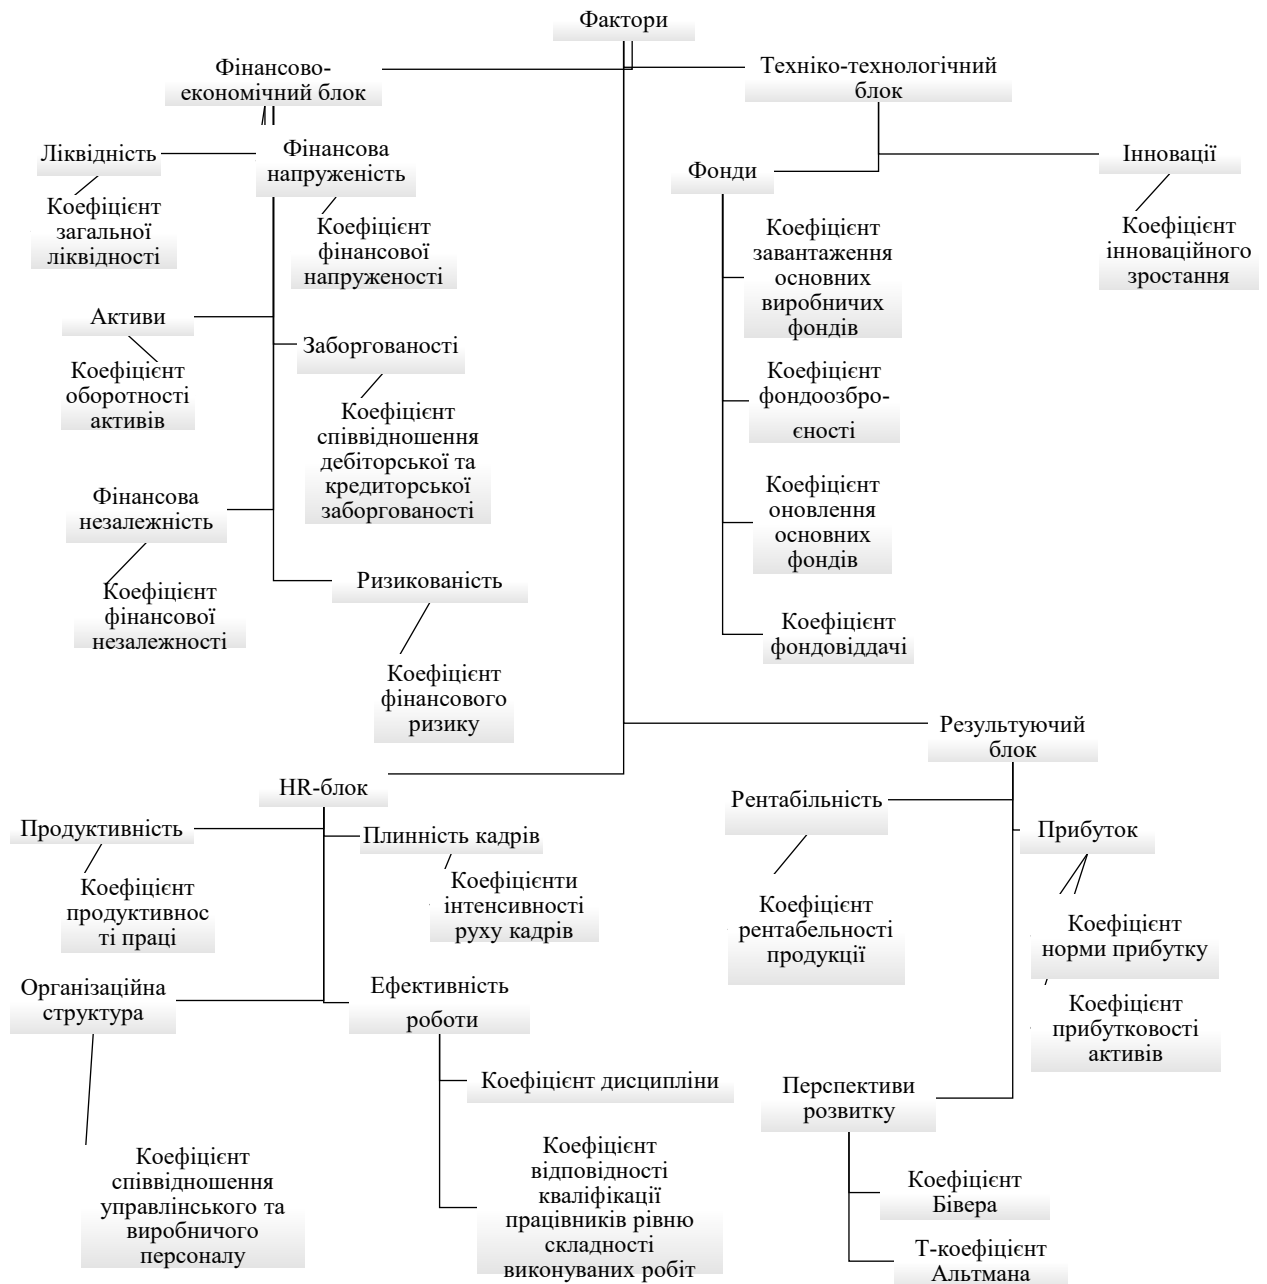 Фактори
Фінансово-
економічний блок
Техніко-технологічний
блок
Ліквідність
Фінансова
напруженість
Фонди
Інновації
Коефіцієнт
загальної
ліквідності
Коефіцієнт
фінансової
напруженості
Коефіцієнт
завантаження
основних
виробничих
фондів
Коефіцієнт
інноваційного
зростання
Активи
Заборгованості
Коефіцієнт
оборотності
активів
Коефіцієнт
фондоозбро-
єності
Коефіцієнт
співвідношення
дебіторської та
кредиторської
заборгованості
Фінансова
незалежність
Коефіцієнт
оновлення
основних
фондів
Ризикованість
Коефіцієнт
фінансової
незалежності
Коефіцієнт
фондовіддачі
Коефіцієнт
фінансового
ризику
Результуючий
блок
HR-блок
Рентабільність
Продуктивність
Плинність кадрів
Прибуток
Коефіцієнт
продуктивнос
ті праці
Коефіцієнти
інтенсивності
руху кадрів
Коефіцієнт
рентабельності
продукції
Коефіцієнт
норми прибутку
Організаційна
структура
Ефективність
роботи
Коефіцієнт
прибутковості
активів
Коефіцієнт дисципліни
Перспективи
розвитку
Коефіцієнт
співвідношення
управлінського та
виробничого
персоналу
Коефіцієнт
відповідності
кваліфікації
працівників рівню
складності
виконуваних робіт
Коефіцієнт
Бівера
Т-коефіцієнт
Альтмана